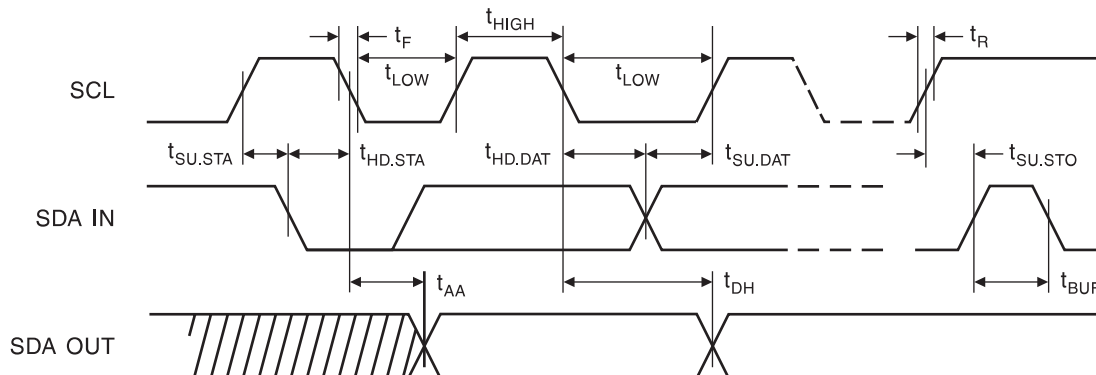 tHIGH
tF
tR
SCL
tLOW
tLOW
tSU.STA
tHD.STA
tHD.DAT
tSU.DAT
tSU.STO
SDA IN
tAA
tDH
tBUF
SDA OUT